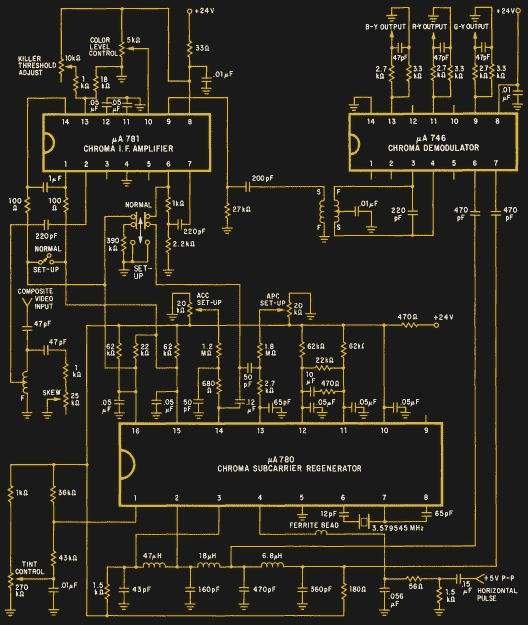 +24V
+24V
B-Y OUTPUT
R-Y OUTPUT
G-Y OUTPUT
KILLER
THRESHOLD
ADJUST
10kΩ
COLOR
LEVEL
CONTROL
5kΩ
33Ω
.01 µF
1
kΩ
18
kΩ
.05
µF
.05
µF
47pF
47pF
47pF
2.7
kΩ
3.3
kΩ
2.7
kΩ
3.3
kΩ
2.7
kΩ
3.3
kΩ
.01
µF
14 13 12 11 10 9 8
µA 781
CHROMA I.F. AMPLIFIER
1 2 3 4 5 6 7
14 13 12 11 10 9 8
µA 746
CHROMA DEMODULATOR
1 2 3 4 5 6 7
1µF
100
Ω
100
Ω
220pF
NORMAL
SET-UP
NORMAL
SET-
UP
390
kΩ
1kΩ
220pF
2.2kΩ
200pF
27kΩ
S F
F S
.01µF
220
pF
470
pF
470
pF
COMPOSITE
VIDEO
INPUT
47pF
47pF
F
1
kΩ
SKEW
25
kΩ
20
kΩ
ACC
SET-UP
APC
SET-UP
20
kΩ
470Ω
+24V
62
kΩ
22
kΩ
62
kΩ
1.2
MΩ
680
Ω
50
pF
1.8
MΩ
2.7
kΩ
62kΩ
62kΩ
22kΩ
10
µF
470Ω
.05
µF
.05
µF
50
pF
.12
µF
65pF
.05µF
.05µF
.05µF
16 15 14 13 12 11 10 9
µA780
CHROMA SUBCARRIER REGENERATOR
1 2 3 4 5 6 7 8
12pF
3.579545 MHz
65pF
FERRITE BEAD
1kΩ
36kΩ
43kΩ
TINT
CONTROL
270
kΩ
.01µF
47µH
18µH
6.8µH
1.5
kΩ
43pF
160pF
470pF
360pF
180Ω
.056
µF
56Ω
1.5
kΩ
.15
µF
+5V P-P
HORIZONTAL
PULSE